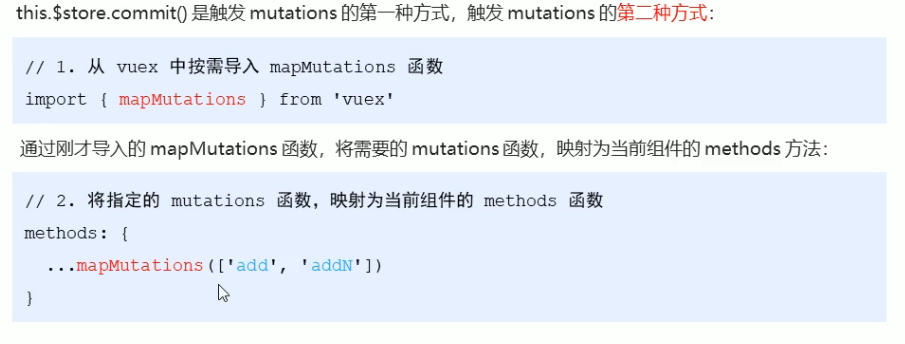 this.$store.commit() 是触发 mutations 的第一种方式，触发 mutations 的第二种方式：
// 1. 从 vuex 中按需导入 mapMutations 函数
import { mapMutations } from 'vuex'
通过刚才导入的 mapMutations 函数，将需要的 mutations 函数，映射为当前组件的 methods 方法：
// 2. 将指定的 mutations 函数，映射为当前组件的 methods 函数
methods: {
  ...mapMutations(['add', 'addN'])
}